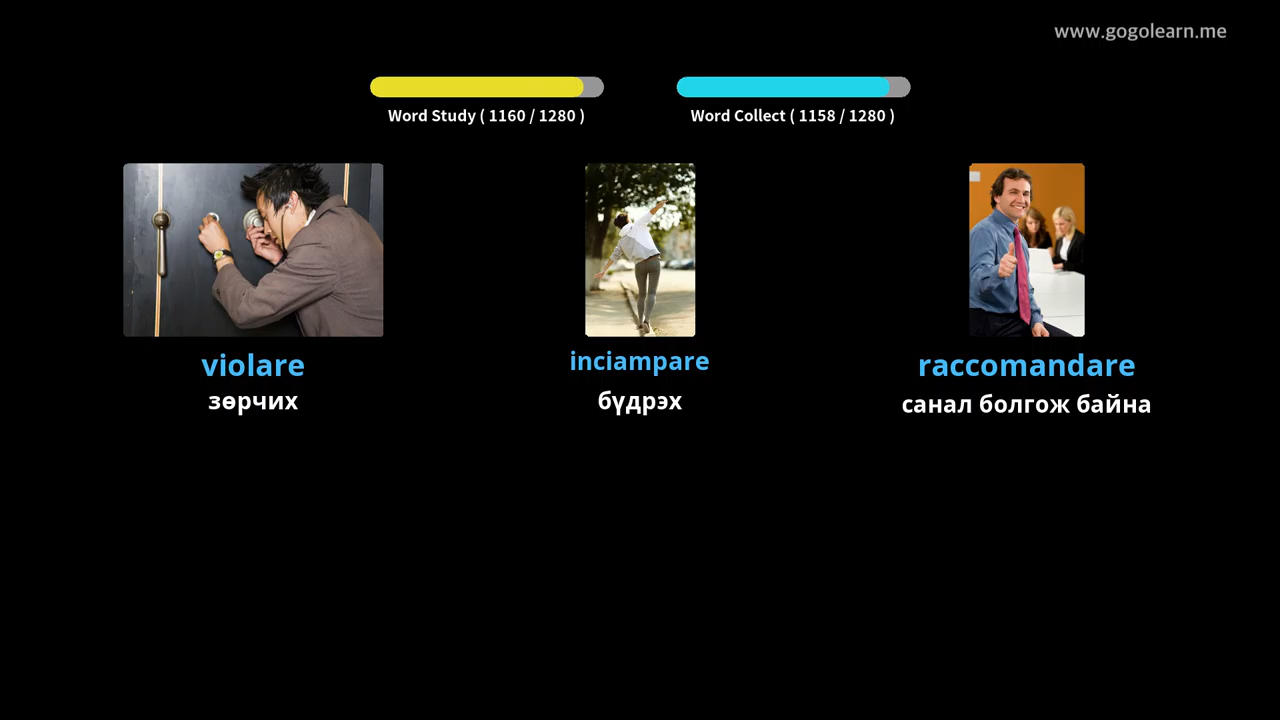 www.gogolearn.me
Word Study ( 1160 / 1280 )
Word Collect ( 1158 / 1280 )
violare
зөрчих
inciampare
бүдрэх
raccomandare
санал болгож байна